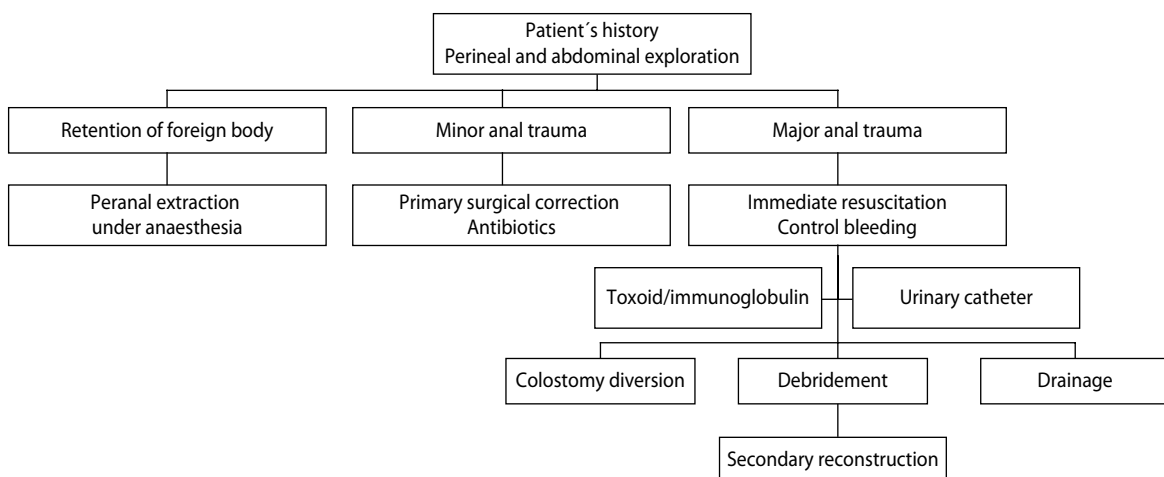 Patient´s history
Perineal and abdominal exploration
Retention of foreign body
Minor anal trauma
Major anal trauma
Peranal extraction
under anaesthesia
Primary surgical correction
Antibiotics
Immediate resuscitation
Control bleeding
Toxoid/immunoglobulin
Urinary catheter
Colostomy diversion
Debridement
Drainage
Secondary reconstruction